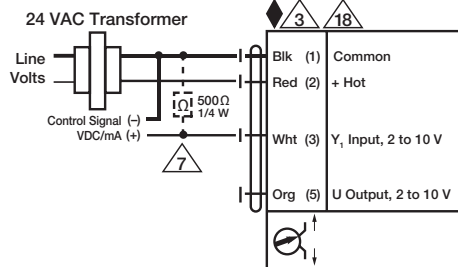 24 VAC Transformer
3
18
Line
Volts
Blk (1) Common
Red (2) + Hot
Ω 500Ω
1/4 W
Control Signal (–)
VDC/mA (+)
Wht (3) Y₁ Input, 2 to 10 V
7
Org (5) U Output, 2 to 10 V